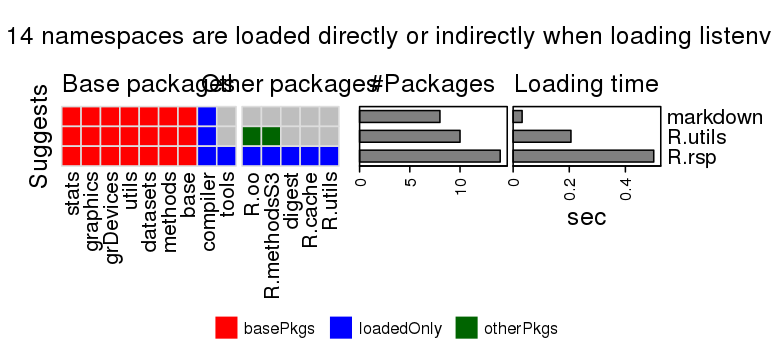 14 namespaces are loaded directly or indirectly when loading listenv
Base packages
Other packages
#Packages
Loading time
Suggests
markdown
R.utils
R.rsp
stats
graphics
grDevices
utils
datasets
methods
base
compiler
tools
R.oo
R.methodsS3
digest
R.cache
R.utils
0 5 10
0 0.2 0.4
sec
basePkgs loadedOnly otherPkgs